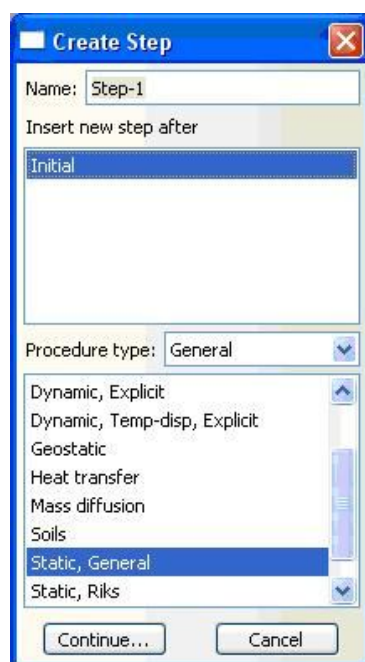 Create Step
Name: Step-1
Insert new step after
Initial
Procedure type: General
Dynamic, Explicit
Dynamic, Temp-disp, Explicit
Geostatic
Heat transfer
Mass diffusion
Soils
Static, General
Static, Riks
Continue... Cancel